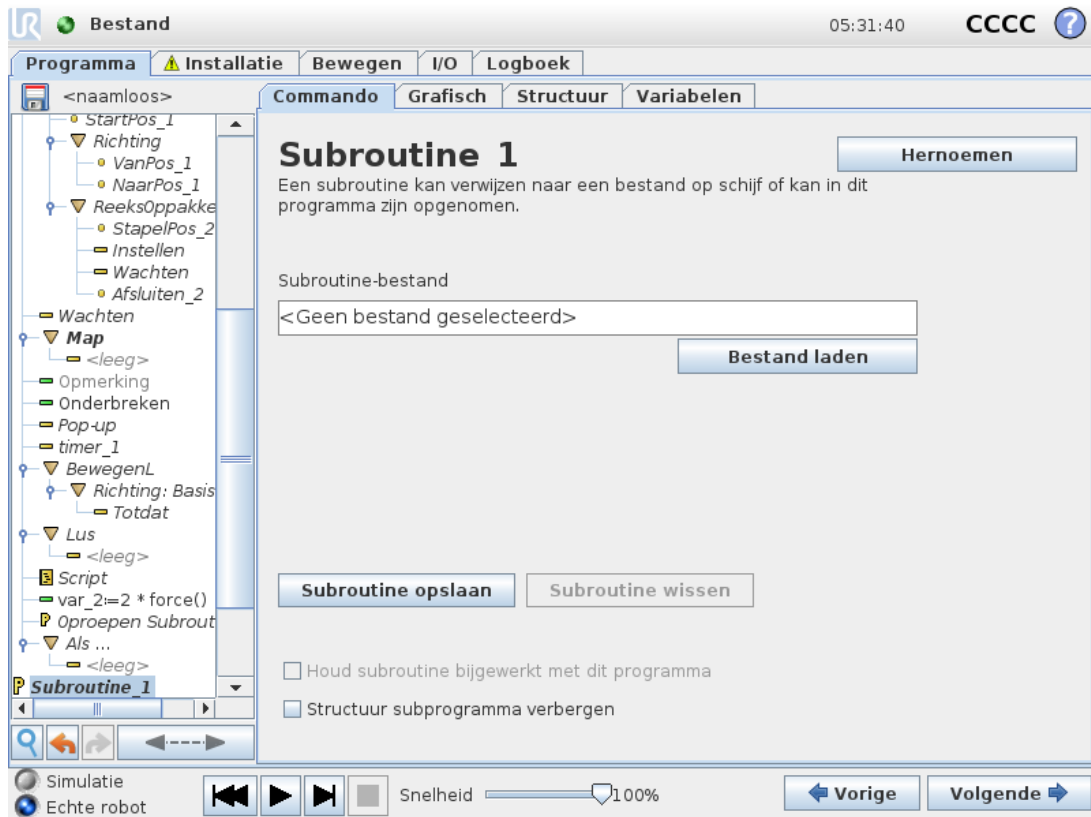 UR Bestand 05:31:40 CCCC ?
Programma Installatie Bewegen I/O Logboek
<naamloos>
Commando Grafisch Structuur Variabelen
StartPos_1
Richting
VanPos_1
NaarPos_1
ReeksOppakke
StapelPos_2
Instellen
Wachten
Afsluiten_2
Wachten
Map
<leeg>
Opmerking
Onderbreken
Pop-up
timer_1
BewegenL
Richting: Basis
Totdat
Lus
<leeg>
Script
var_2:=2 * force()
Oproepen Subrout
Als ...
<leeg>
Subroutine_1
Subroutine 1
Hernoemen
Een subroutine kan verwijzen naar een bestand op schijf of kan in dit
programma zijn opgenomen.
Subroutine-bestand
<Geen bestand geselecteerd>
Bestand laden
Subroutine opslaan Subroutine wissen
Houd subroutine bijgewerkt met dit programma
Structuur subprogramma verbergen
Simulatie
Echte robot
Snelheid 100%
Vorige Volgende